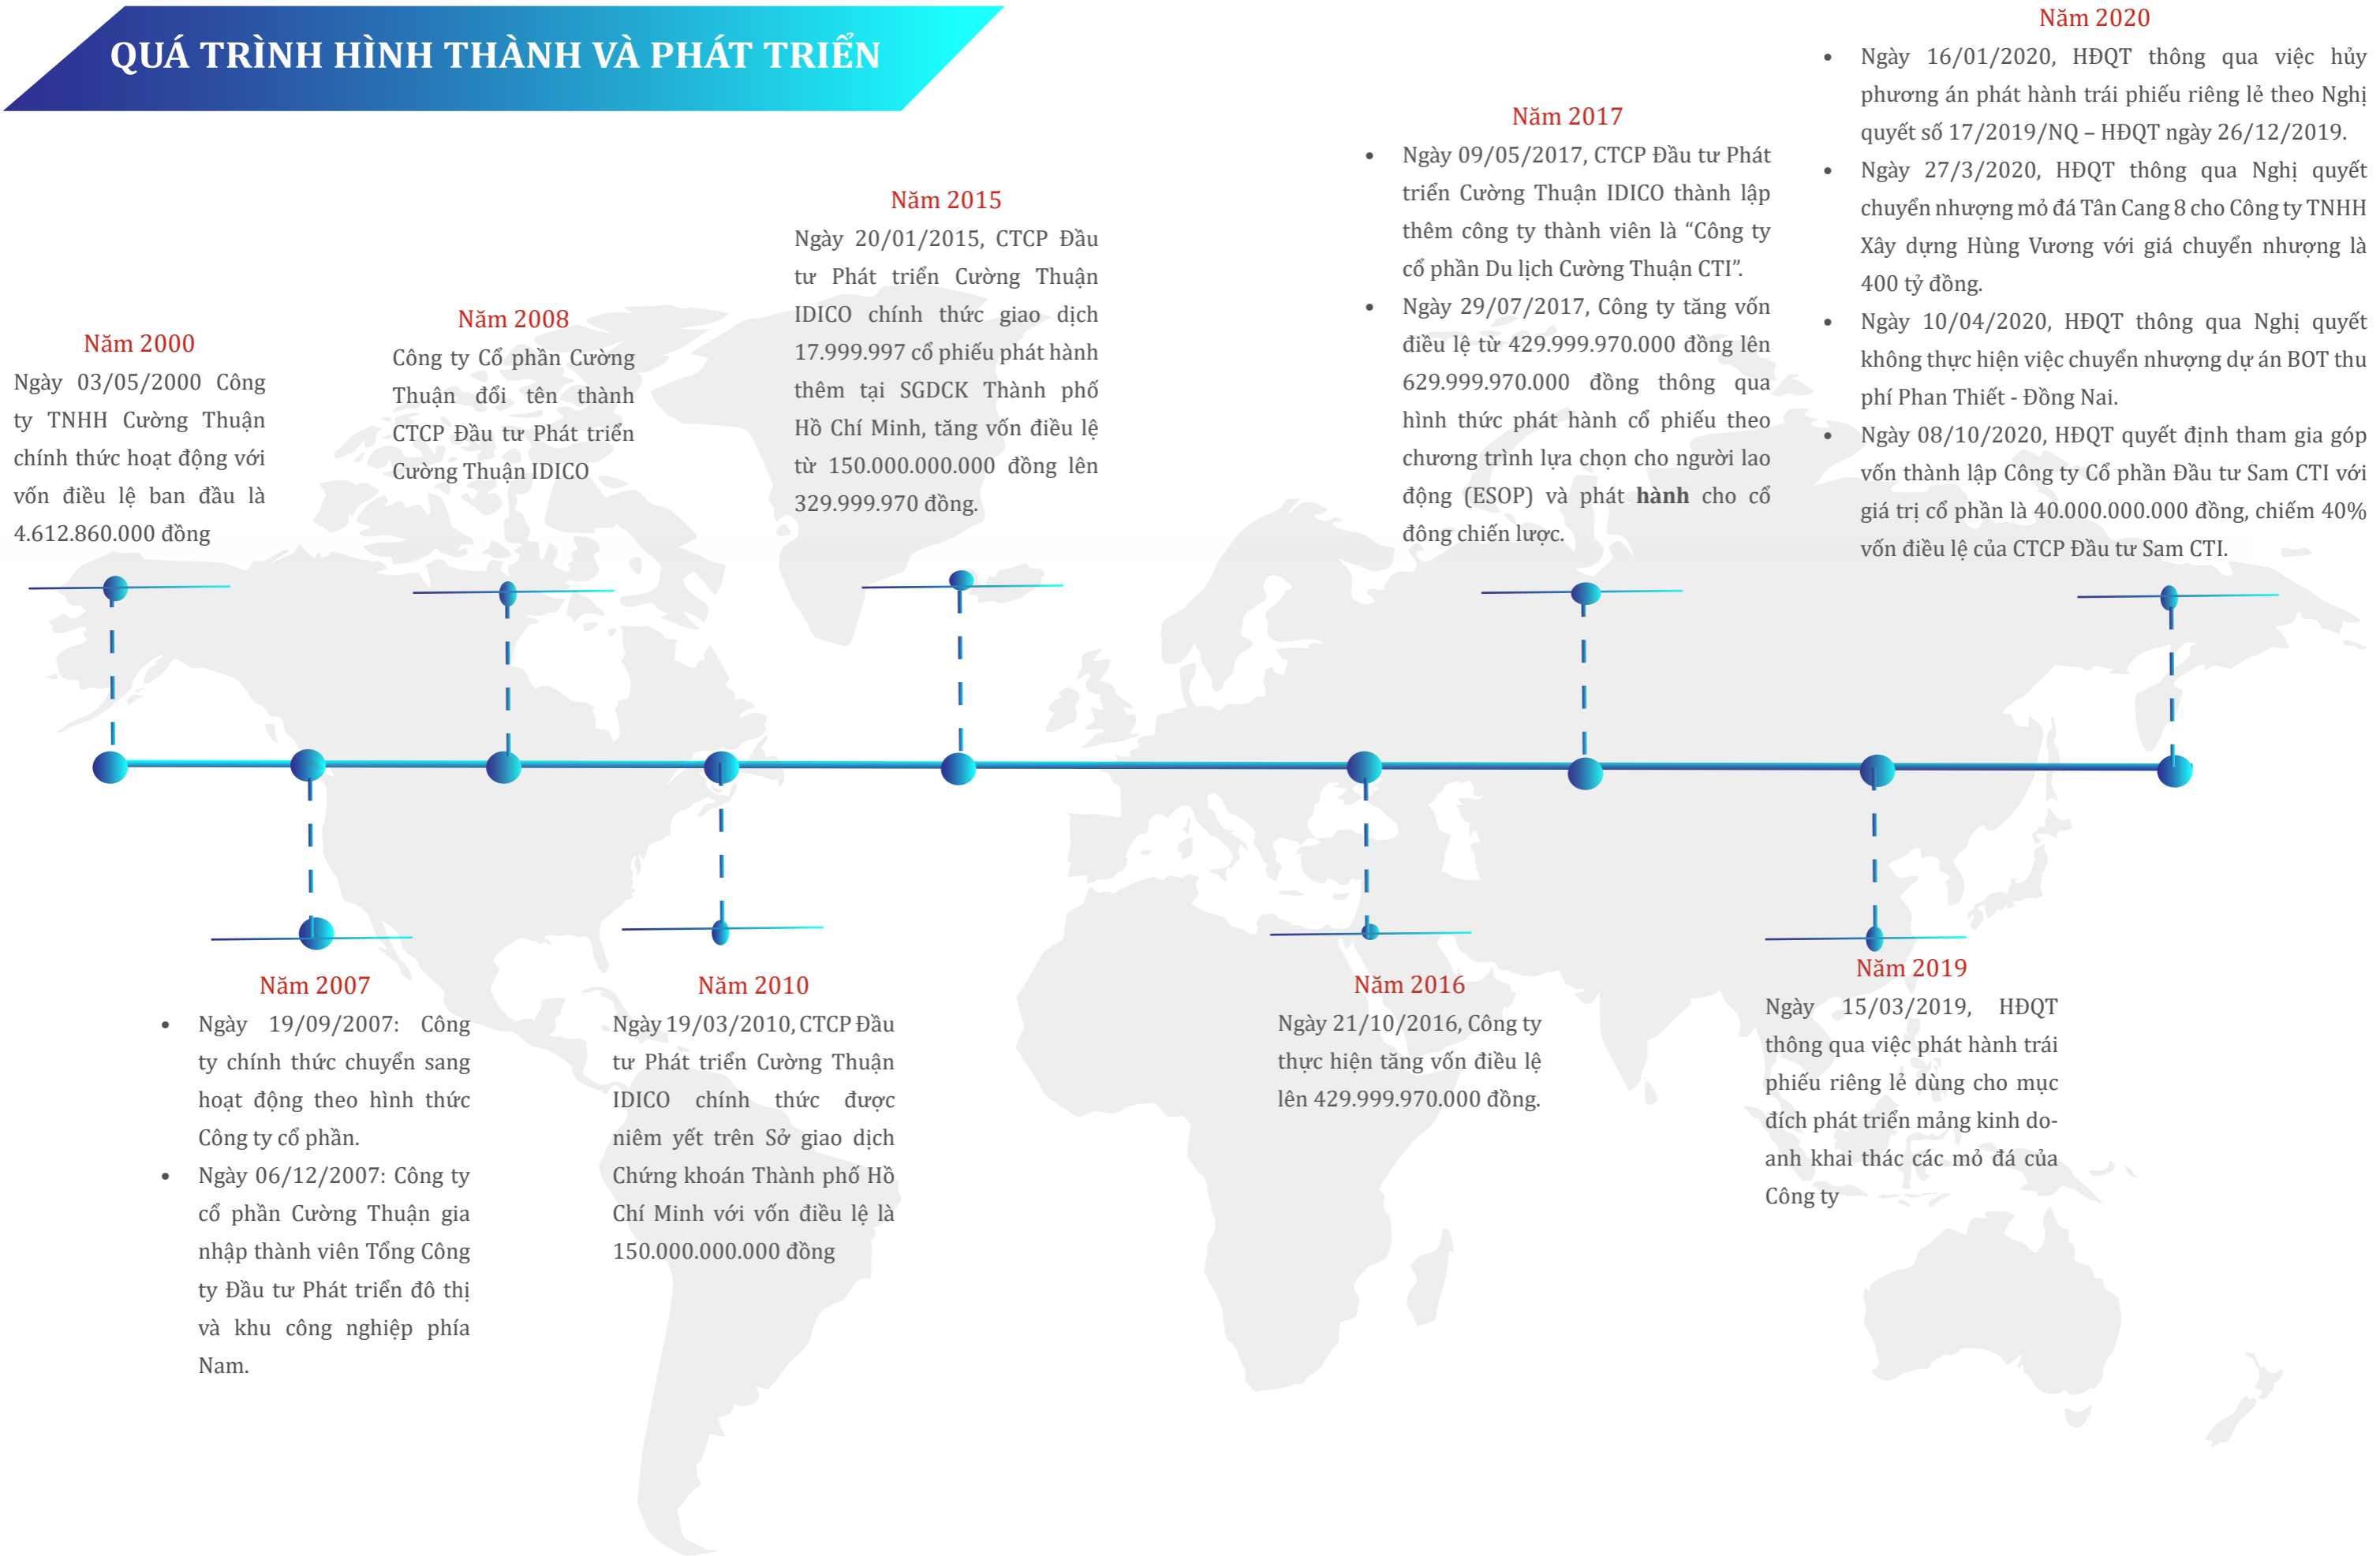 QUÁ TRÌNH HÌNH THÀNH VÀ PHÁT TRIỂN
Năm 2000
Ngày 03/05/2000 Công
ty TNHH Cường Thuận
chính thức hoạt động với
vốn điều lệ ban đầu là
4.612.860.000 đồng
Năm 2007
• Ngày 19/09/2007: Công
ty chính thức chuyển sang
hoạt động theo hình thức
Công ty cổ phần.
• Ngày 06/12/2007: Công ty
cổ phần Cường Thuận gia
nhập thành viên Tổng Công
ty Đầu tư Phát triển đô thị
và khu công nghiệp phía
Nam.
Năm 2008
Công ty Cổ phần Cường
Thuận đổi tên thành
CTCP Đầu tư Phát triển
Cường Thuận IDICO
Năm 2010
Ngày 19/03/2010, CTCP Đầu
tư Phát triển Cường Thuận
IDICO chính thức được
niêm yết trên Sở giao dịch
Chứng khoán Thành phố Hồ
Chí Minh với vốn điều lệ là
150.000.000.000 đồng
Năm 2015
Ngày 20/01/2015, CTCP Đầu
tư Phát triển Cường Thuận
IDICO chính thức giao dịch
17.999.997 cổ phiếu phát hành
thêm tại SGDCK Thành phố
Hồ Chí Minh, tăng vốn điều lệ
từ 150.000.000.000 đồng lên
329.999.970 đồng.
Năm 2016
Ngày 21/10/2016, Công ty
thực hiện tăng vốn điều lệ
lên 429.999.970.000 đồng.
Năm 2017
• Ngày 09/05/2017, CTCP Đầu tư Phát
triển Cường Thuận IDICO thành lập
thêm công ty thành viên là “Công ty
cổ phần Du lịch Cường Thuận CTI”.
• Ngày 29/07/2017, Công ty tăng vốn
điều lệ từ 429.999.970.000 đồng lên
629.999.970.000 đồng thông qua
hình thức phát hành cổ phiếu theo
chương trình lựa chọn cho người lao
động (ESOP) và phát hành cho cổ
đông chiến lược.
Năm 2019
Ngày 15/03/2019, HĐQT
thông qua việc phát hành trái
phiếu riêng lẻ dùng cho mục
đích phát triển mảng kinh do-
anh khai thác các mỏ đá của
Công ty
Năm 2020
• Ngày 16/01/2020, HĐQT thông qua việc hủy
phương án phát hành trái phiếu riêng lẻ theo Nghị
quyết số 17/2019/NQ – HĐQT ngày 26/12/2019.
• Ngày 27/3/2020, HĐQT thông qua Nghị quyết
chuyển nhượng mỏ đá Tân Cang 8 cho Công ty TNHH
Xây dựng Hùng Vương với giá chuyển nhượng là
400 tỷ đồng.
• Ngày 10/04/2020, HĐQT thông qua Nghị quyết
không thực hiện việc chuyển nhượng dự án BOT thu
phí Phan Thiết - Đồng Nai.
• Ngày 08/10/2020, HĐQT quyết định tham gia góp
vốn thành lập Công ty Cổ phần Đầu tư Sam CTI với
giá trị cổ phần là 40.000.000.000 đồng, chiếm 40%
vốn điều lệ của CTCP Đầu tư Sam CTI.